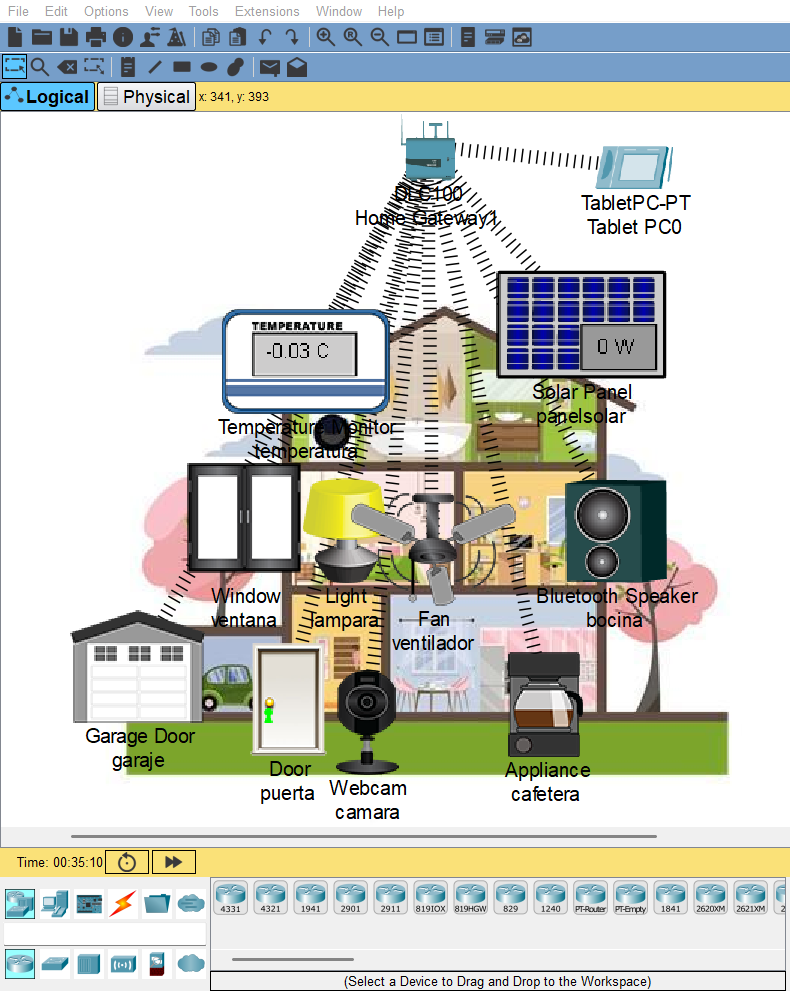 File Edit Options View Tools Extensions Window Help
Logical Physical x: 341, y: 393
DLC100
Home Gateway1
TabletPC-PT
Tablet PC0
TEMPERATURE
-0.03 C
0 W
Solar Panel
panelsolar
Temperature Monitor
temperatura
Window
ventana
Light
lampara
Fan
ventilador
Bluetooth Speaker
bocina
Garage Door
garaje
Door
puerta
Webcam
camara
Appliance
cafetera
Time: 00:35:10
4331 4321 1941 2901 2911 819IOX 819HGW 829 1240 PT-Router PT-Empty 1841 2620XM 2621XM 2
(Select a Device to Drag and Drop to the Workspace)